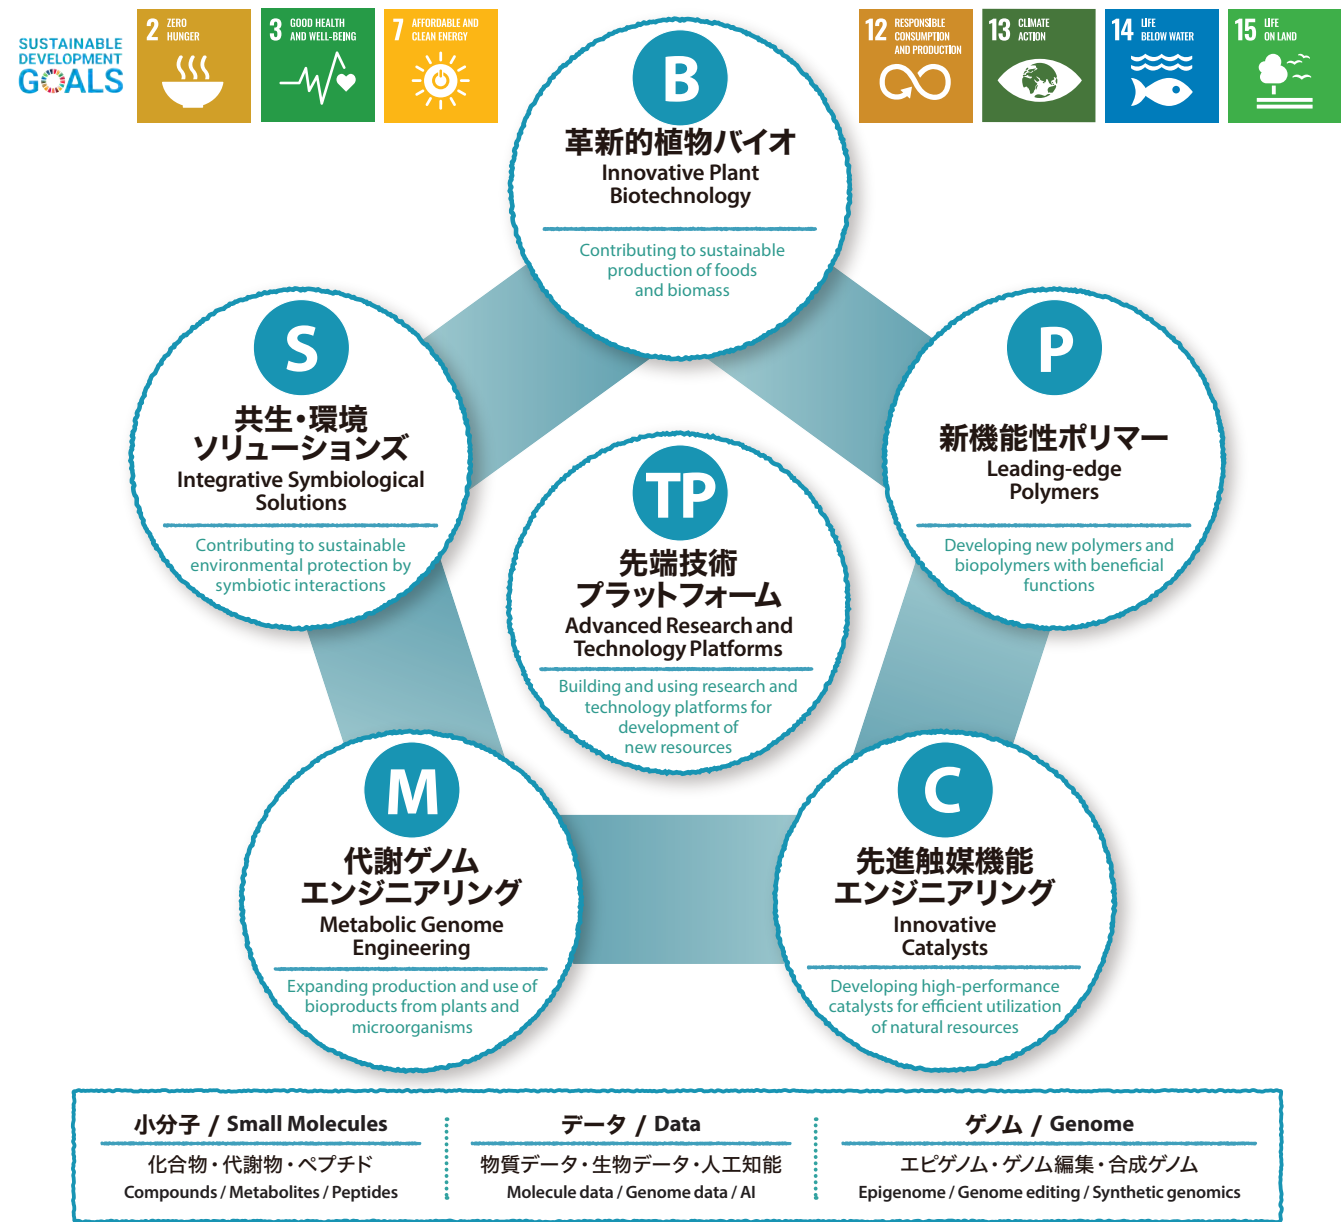 SUSTAINABLE
DEVELOPMENT
GOALS
2 ZERO
HUNGER
3 GOOD HEALTH
AND WELL-BEING
7 AFFORDABLE AND
CLEAN ENERGY
12 RESPONSIBLE
CONSUMPTION
AND PRODUCTION
13 CLIMATE
ACTION
14 LIFE
BELOW WATER
15 LIFE
ON LAND
B
革新的植物バイオ
Innovative Plant
Biotechnology
Contributing to sustainable
production of foods
and biomass
S
共生・環境
ソリューションズ
Integrative Symbiological
Solutions
Contributing to sustainable
environmental protection by
symbiotic interactions
P
新機能性ポリマー
Leading-edge
Polymers
Developing new polymers and
biopolymers with beneficial
functions
TP
先端技術
プラットフォーム
Advanced Research and
Technology Platforms
Building and using research and
technology platforms for
development of
new resources
M
代謝ゲノム
エンジニアリング
Metabolic Genome
Engineering
Expanding production and use of
bioproducts from plants and
microorganisms
C
先進触媒機能
エンジニアリング
Innovative
Catalysts
Developing high-performance
catalysts for efficient utilization
of natural resources
小分子 / Small Molecules
化合物・代謝物・ペプチド
Compounds / Metabolites / Peptides
データ / Data
物質データ・生物データ・人工知能
Molecule data / Genome data / AI
ゲノム / Genome
エピゲノム・ゲノム編集・合成ゲノム
Epigenome / Genome editing / Synthetic genomics